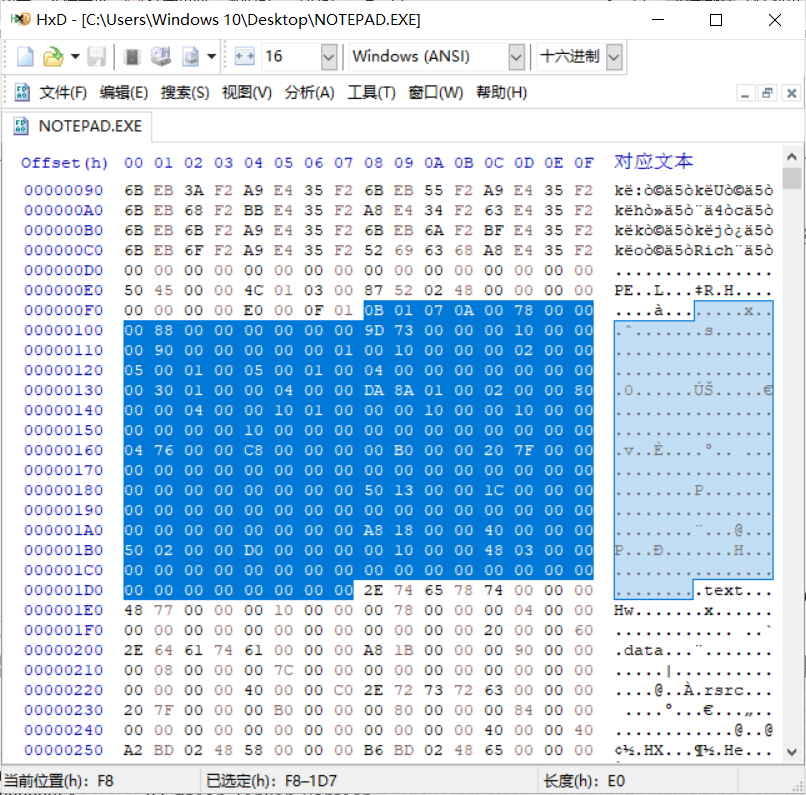 HxD - [C:\Users\Windows 10\Desktop\NOTEPAD.EXE]
16 Windows (ANSI) 十六进制
文件(F) 编辑(E) 搜索(S) 视图(V) 分析(A) 工具(T) 窗口(W) 帮助(H)
NOTEPAD.EXE
Offset(h) 00 01 02 03 04 05 06 07 08 09 0A 0B 0C 0D 0E 0F 对应文本
00000090 6B EB 3A F2 A9 E4 35 F2 6B EB 55 F2 A9 E4 35 F2 kë:ò©ä5òkëUò©ä5ò
000000A0 6B EB 68 F2 BB E4 35 F2 A8 E4 34 F2 63 E4 35 F2 këhò»ä5ò¨ä4òcä5ò
000000B0 6B EB 6B F2 A9 E4 35 F2 6B EB 6A F2 BF E4 35 F2 këkò©ä5òkëjò¿ä5ò
000000C0 6B EB 6F F2 A9 E4 35 F2 52 69 63 68 A8 E4 35 F2 këoò©ä5òRich¨ä5ò
000000D0 00 00 00 00 00 00 00 00 00 00 00 00 00 00 00 00 ................
000000E0 50 45 00 00 4C 01 03 00 87 52 02 48 00 00 00 00 PE..L...‡R.H....
000000F0 00 00 00 00 E0 00 0F 01 0B 01 07 0A 00 78 00 00 ....à........x..
00000100 00 88 00 00 00 00 00 00 9D 73 00 00 00 10 00 00 .ˆ.......s......
00000110 00 90 00 00 00 00 00 01 00 10 00 00 00 02 00 00 ................
00000120 05 00 01 00 05 00 01 00 04 00 00 00 00 00 00 00 ................
00000130 00 30 01 00 00 04 00 00 DA 8A 01 00 02 00 00 80 .0......ÚŠ.....€
00000140 00 00 04 00 00 10 01 00 00 00 10 00 00 10 00 00 ................
00000150 00 00 00 00 10 00 00 00 00 00 00 00 00 00 00 00 ................
00000160 04 76 00 00 C8 00 00 00 00 B0 00 00 20 7F 00 00 .v..È....°.. ...
00000170 00 00 00 00 00 00 00 00 00 00 00 00 00 00 00 00 ................
00000180 00 00 00 00 00 00 00 00 50 13 00 00 1C 00 00 00 ........P.......
00000190 00 00 00 00 00 00 00 00 00 00 00 00 00 00 00 00 ................
000001A0 00 00 00 00 00 00 00 00 A8 18 00 00 40 00 00 00 ........¨...@...
000001B0 50 02 00 00 D0 00 00 00 00 10 00 00 48 03 00 00 P...Ð.......H...
000001C0 00 00 00 00 00 00 00 00 00 00 00 00 00 00 00 00 ................
000001D0 00 00 00 00 00 00 00 00 2E 74 65 78 74 00 00 00 .........text...
000001E0 48 77 00 00 00 10 00 00 00 78 00 00 00 04 00 00 Hw.......x......
000001F0 00 00 00 00 00 00 00 00 00 00 00 00 20 00 00 60 ............ ..`
00000200 2E 64 61 74 61 00 00 00 A8 1B 00 00 00 90 00 00 .data...¨.......
00000210 00 08 00 00 00 7C 00 00 00 00 00 00 00 00 00 00 .....|..........
00000220 00 00 00 00 40 00 00 C0 2E 72 73 72 63 00 00 00 ....@..À.rsrc...
00000230 20 7F 00 00 00 B0 00 00 00 80 00 00 00 84 00 00  ....°...€...„..
00000240 00 00 00 00 00 00 00 00 00 00 00 00 40 00 00 40 ............@..@
00000250 A2 BD 02 48 58 00 00 00 B6 BD 02 48 65 00 00 00 ¢½.HX...¶½.He...
当前位置(h): F8 已选定(h): F8–1D7 长度(h): E0